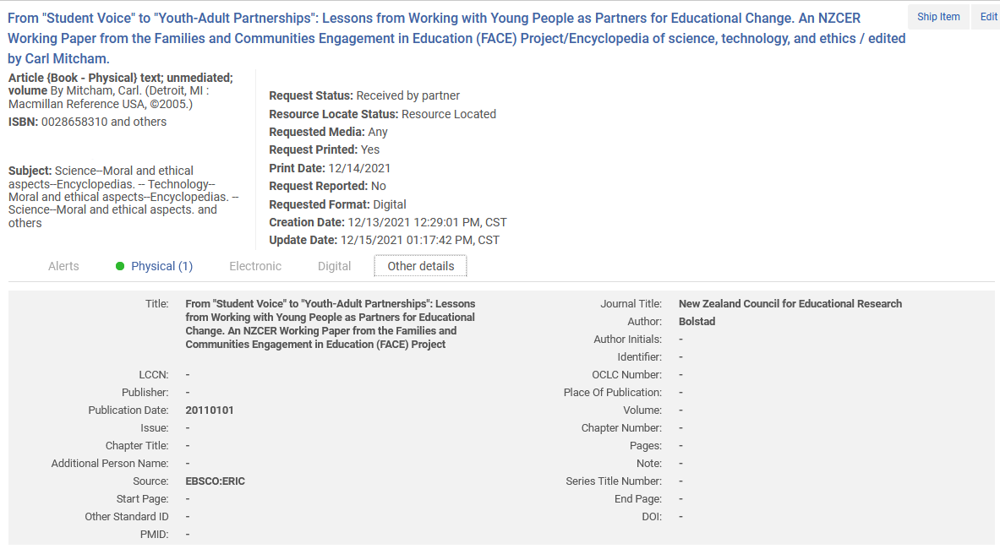 From "Student Voice" to "Youth-Adult Partnerships": Lessons from Working with Young People as Partners for Educational Change. An NZCER
Working Paper from the Families and Communities Engagement in Education (FACE) Project/Encyclopedia of science, technology, and ethics / edited
by Carl Mitcham.
Ship Item
Edit
Article {Book - Physical} text; unmediated;
volume By Mitcham, Carl. (Detroit, MI :
Macmillan Reference USA, ©2005.)
ISBN: 0028658310 and others
Subject: Science--Moral and ethical
aspects--Encyclopedias. -- Technology--
Moral and ethical aspects--Encyclopedias. --
Science--Moral and ethical aspects. and
others
Request Status: Received by partner
Resource Locate Status: Resource Located
Requested Media: Any
Request Printed: Yes
Print Date: 12/14/2021
Request Reported: No
Requested Format: Digital
Creation Date: 12/13/2021 12:29:01 PM, CST
Update Date: 12/15/2021 01:17:42 PM, CST
Alerts
Physical (1)
Electronic
Digital
Other details
Title: From "Student Voice" to "Youth-Adult Partnerships": Lessons
from Working with Young People as Partners for Educational
Change. An NZCER Working Paper from the Families and
Communities Engagement in Education (FACE) Project
LCCN: -
Publisher: -
Publication Date: 20110101
Issue: -
Chapter Title: -
Additional Person Name: -
Source: EBSCO:ERIC
Start Page: -
Other Standard ID -
PMID: -
Journal Title: New Zealand Council for Educational Research
Author: Bolstad
Author Initials: -
Identifier: -
OCLC Number: -
Place Of Publication: -
Volume: -
Chapter Number: -
Pages: -
Note: -
Series Title Number: -
End Page: -
DOI: -